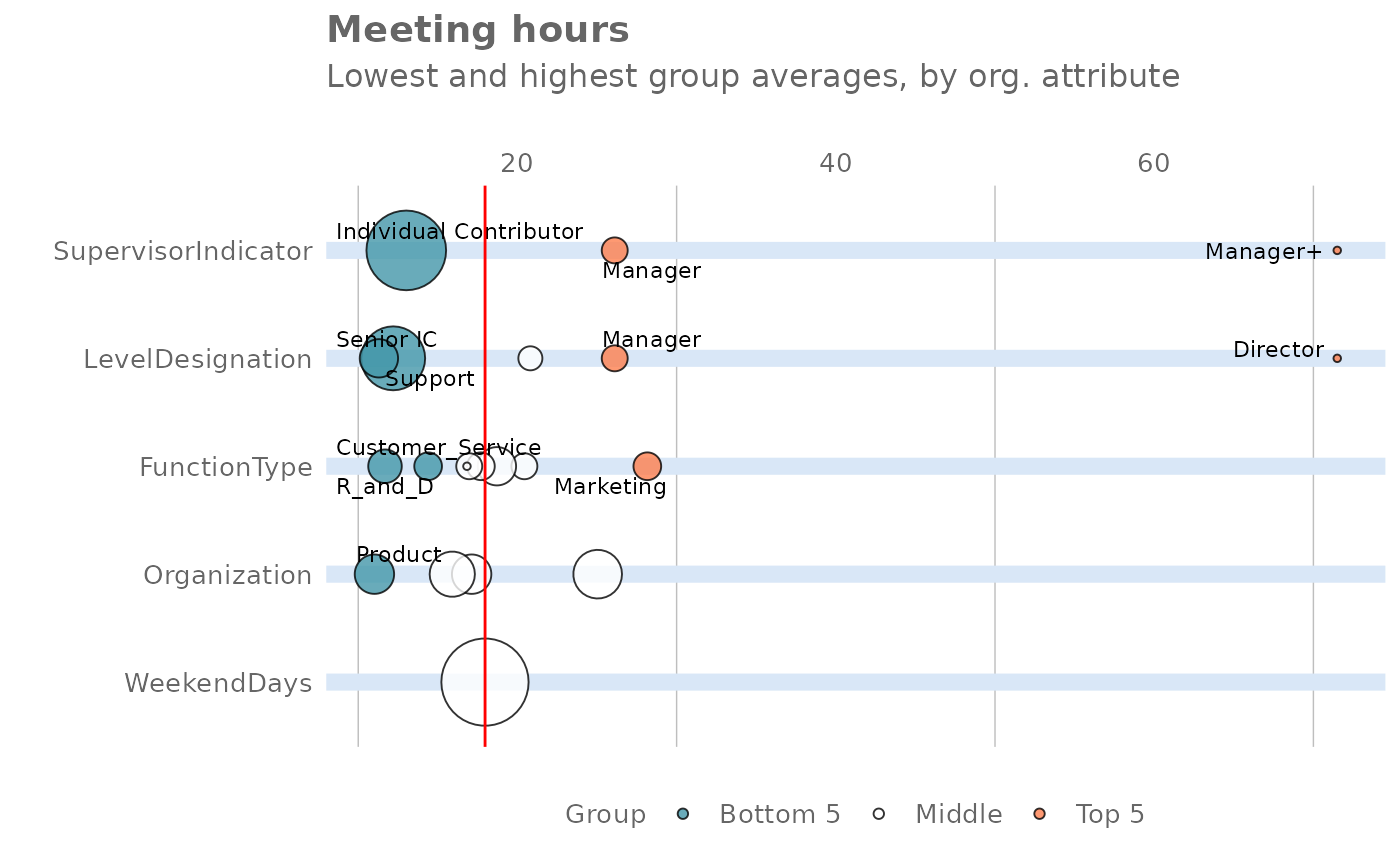 Meeting hours
Lowest and highest group averages, by org. attribute
20 40 60
SupervisorIndicator
Individual Contributor
Manager
Manager+
LevelDesignation
Senior IC
Support
Manager
Director
FunctionType
Customer_Service
R_and_D
Marketing
Organization
Product
WeekendDays
Group Bottom 5 Middle Top 5